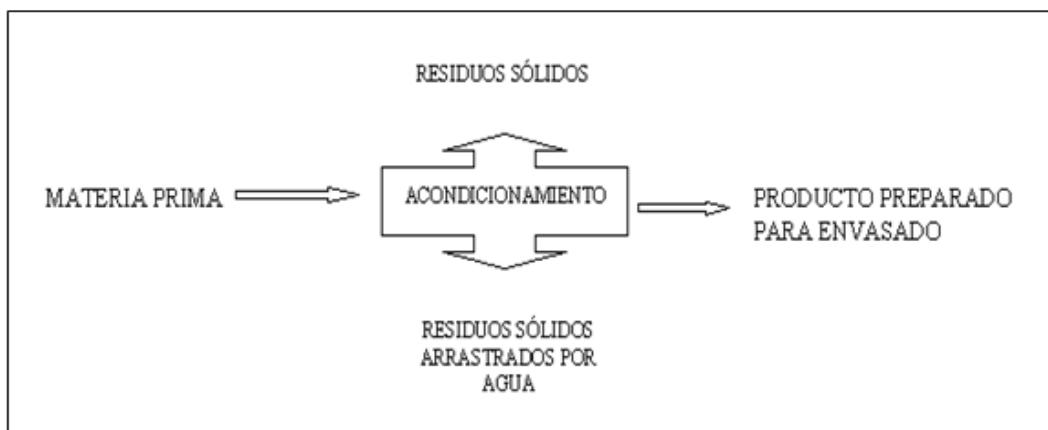 RESIDUOS SÓLIDOS
MATERIA PRIMA
ACONDICIONAMIENTO
PRODUCTO PREPARADO
PARA ENVASADO
RESIDUOS SÓLIDOS
ARRASTRADOS POR
AGUA